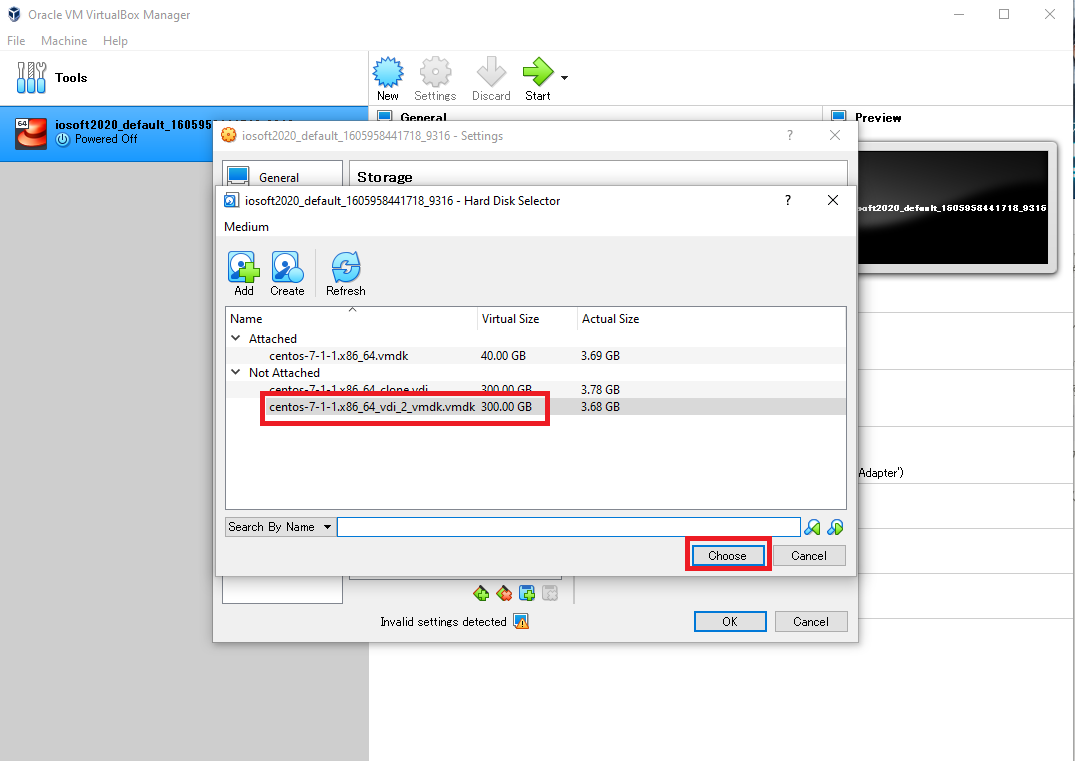 Oracle VM VirtualBox Manager
File Machine Help
Tools
New Settings Discard Start
64
iosoft2020_default_16059584417
Powered Off
General
Preview
iosoft2020_default_1605958441718_9316 - Settings ?
General
Storage
iosoft2020_default_1605958441718_9316 - Hard Disk Selector ?
Medium
Add Create Refresh
Name Virtual Size Actual Size
Attached
centos-7-1-1.x86_64.vmdk 40.00 GB 3.69 GB
Not Attached
centos-7-1-1.x86_64_clone.vdi 300.00 GB 3.78 GB
centos-7-1-1.x86_64_vdi_2_vmdk.vmdk 300.00 GB 3.68 GB
Search By Name
Choose Cancel
Invalid settings detected OK Cancel
soft2020_default_1605958441718_9316
Adapter')